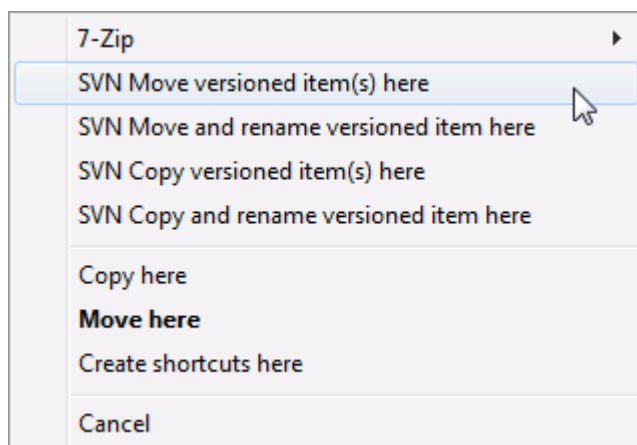 7-Zip
SVN Move versioned item(s) here
SVN Move and rename versioned item here
SVN Copy versioned item(s) here
SVN Copy and rename versioned item here
Copy here
Move here
Create shortcuts here
Cancel